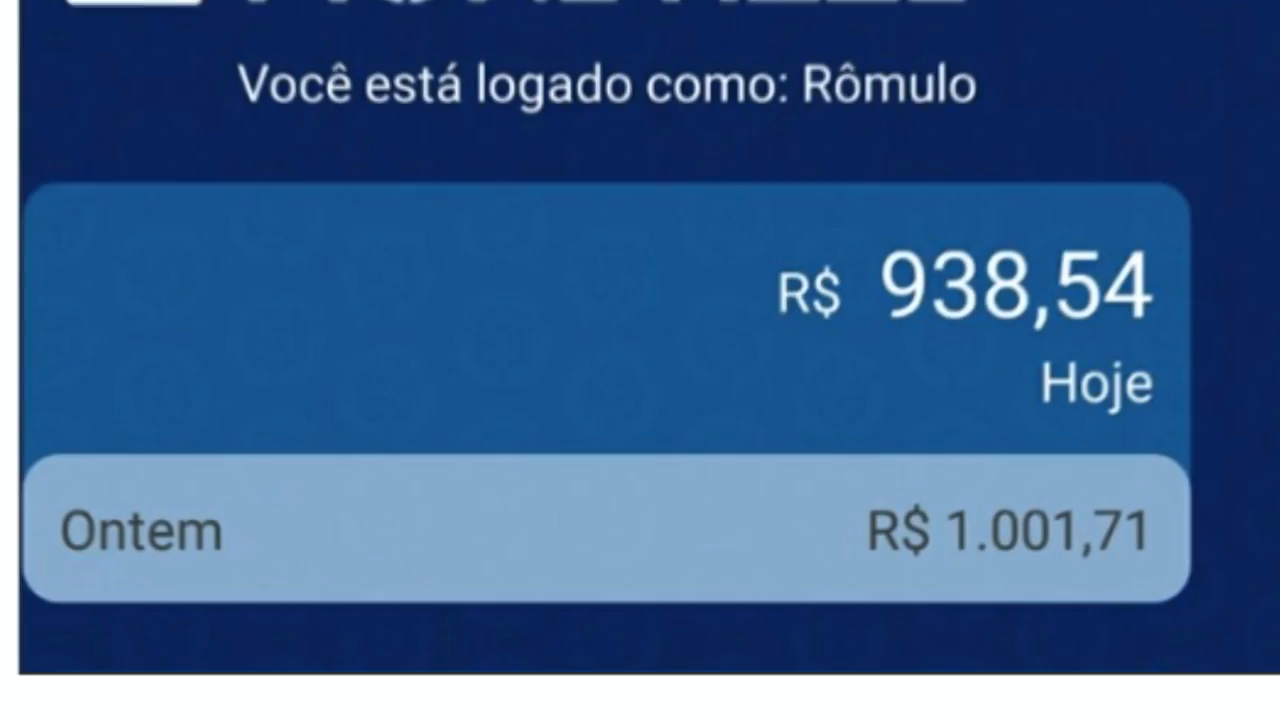 Você está logado como: Rômulo
R$ 938,54
Hoje
Ontem R$ 1.001,71